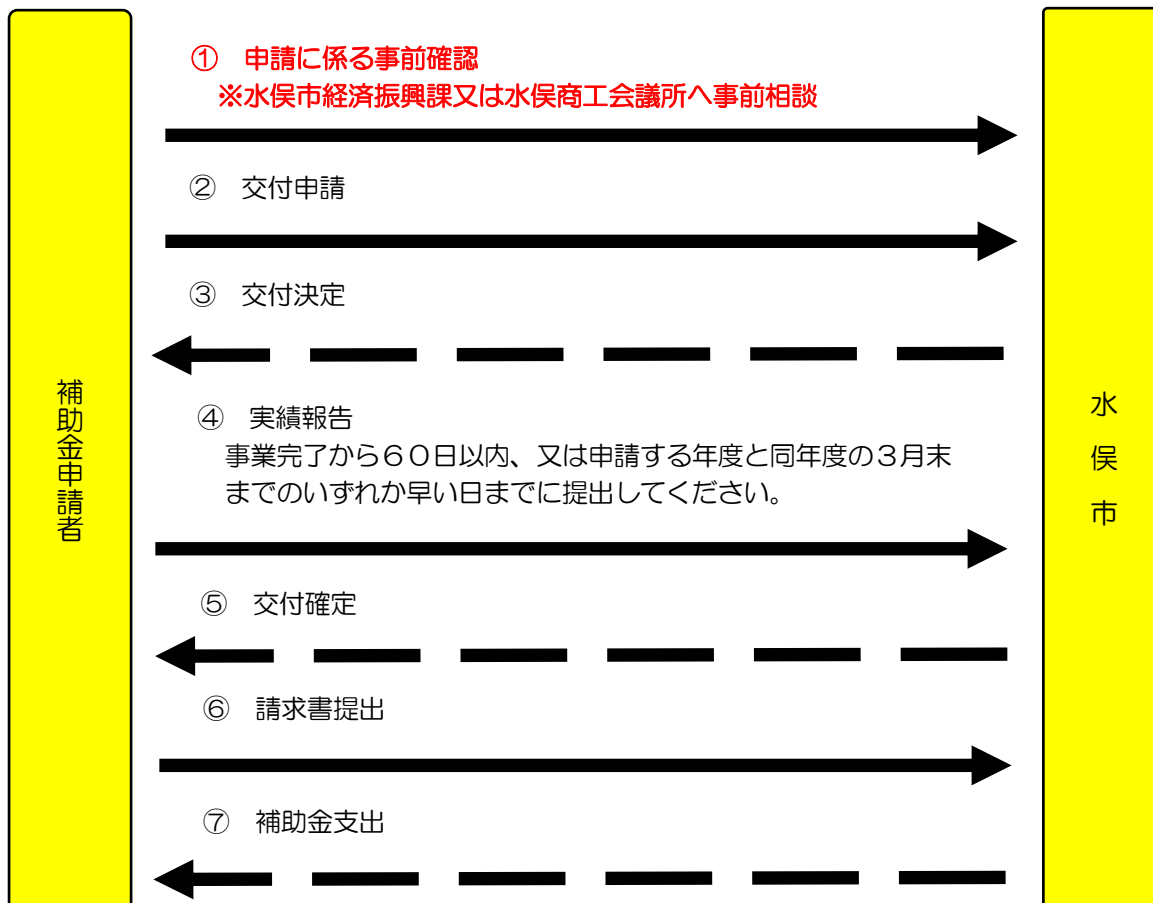 ① 申請に係る事前確認
※水俣市経済振興課又は水俣商工会議所へ事前相談
② 交付申請
③ 交付決定
補助金申請者
水俣市
④ 実績報告
事業完了から６０日以内、又は申請する年度と同年度の３月末
までのいずれか早い日までに提出してください。
⑤ 交付確定
⑥ 請求書提出
⑦ 補助金支出